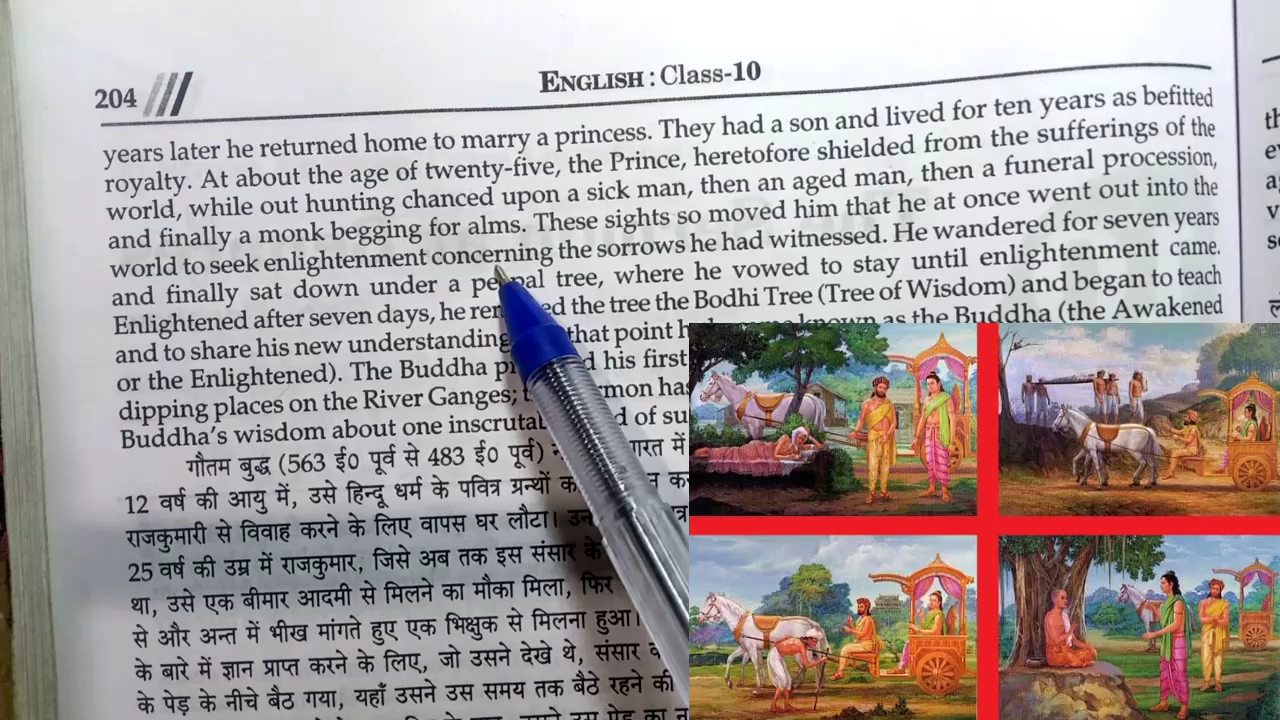 204
ENGLISH : Class-10
years later he returned home to marry a princess. They had a son and lived for ten years as befitted
royalty. At about the age of twenty-five, the Prince, heretofore shielded from the sufferings of the
world, while out hunting chanced upon a sick man, then an aged man, then a funeral procession,
and finally a monk begging for alms. These sights so moved him that he at once went out into the
world to seek enlightenment concerning the sorrows he had witnessed. He wandered for seven years
and finally sat down under a tree, where he vowed to stay until enlightenment came.
Enlightened after seven days, he the tree the Bodhi Tree (Tree of Wisdom) and began to teach
and to share his new understanding that point known as the Buddha (the Awakened
or the Enlightened). The Buddha his first
dipping places on the River Ganges;
Buddha's wisdom about one of
गौतम बुद्ध (563 ई० पूर्व से 483 ई० पूर्व)
12 वर्ष की आयु में, उसे हिन्दू धर्म के पवित्र ग्रन्थों
राजकुमारी से विवाह करने के लिए वापस घर लौटा।
25 वर्ष की उम्र में राजकुमार, जिसे अब तक इस संसार के
था, उसे एक बीमार आदमी से मिलने का मौका मिला, फिर
से और अन्त में भीख मांगते हुए एक भिक्षुक से मिलना हुआ।
के बारे में ज्ञान प्राप्त करने के लिए, जो उसने देखे थे, संसार
के पेड़ के नीचे बैठ गया, यहाँ उसने उस समय तक बैठे रहने की